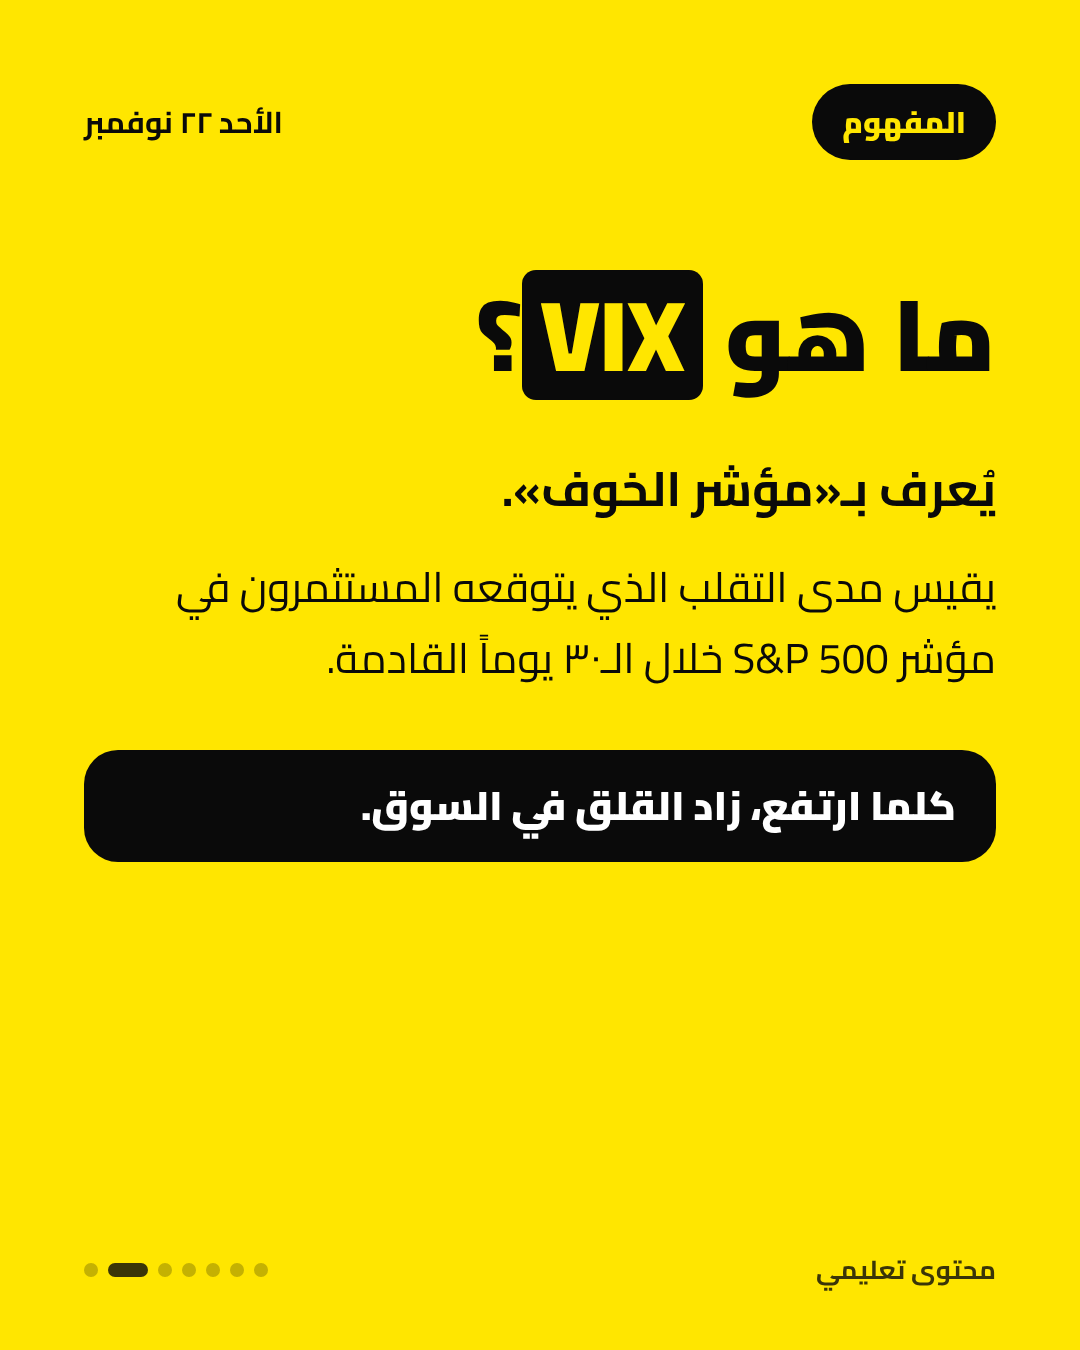 المفهوم
الأحد ٢٢ نوفمبر
ما هو VIX؟
يُعرف بـ«مؤشر الخوف».
يقيس مدى التقلب الذي يتوقعه المستثمرون في
مؤشر S&P 500 خلال الـ٣٠ يوماً القادمة.
كلما ارتفع، زاد القلق في السوق.
محتوى تعليمي